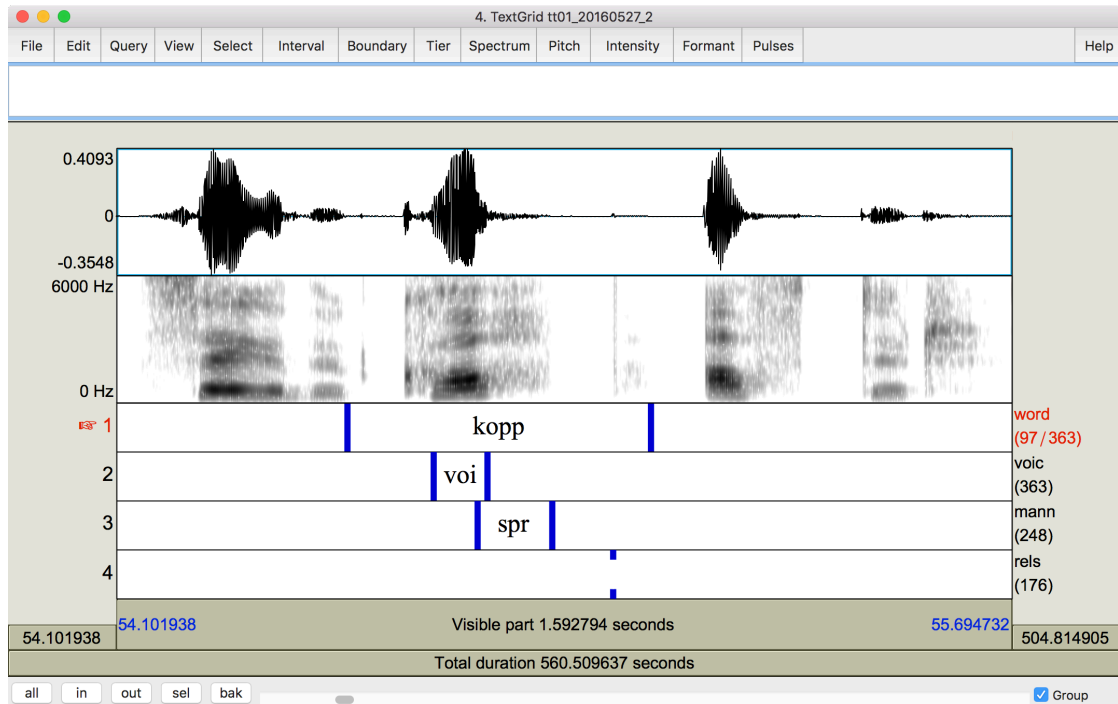 4. TextGrid tt01_20160527_2
File Edit Query View Select Interval Boundary Tier Spectrum Pitch Intensity Formant Pulses Help
0.4093
0
-0.3548
6000 Hz
0 Hz
☞ 1 kopp word
(97/363)
2 voi voic
(363)
3 spr mann
(248)
4 rels
(176)
54.101938 Visible part 1.592794 seconds 55.694732
54.101938 504.814905
Total duration 560.509637 seconds
all in out sel bak Group